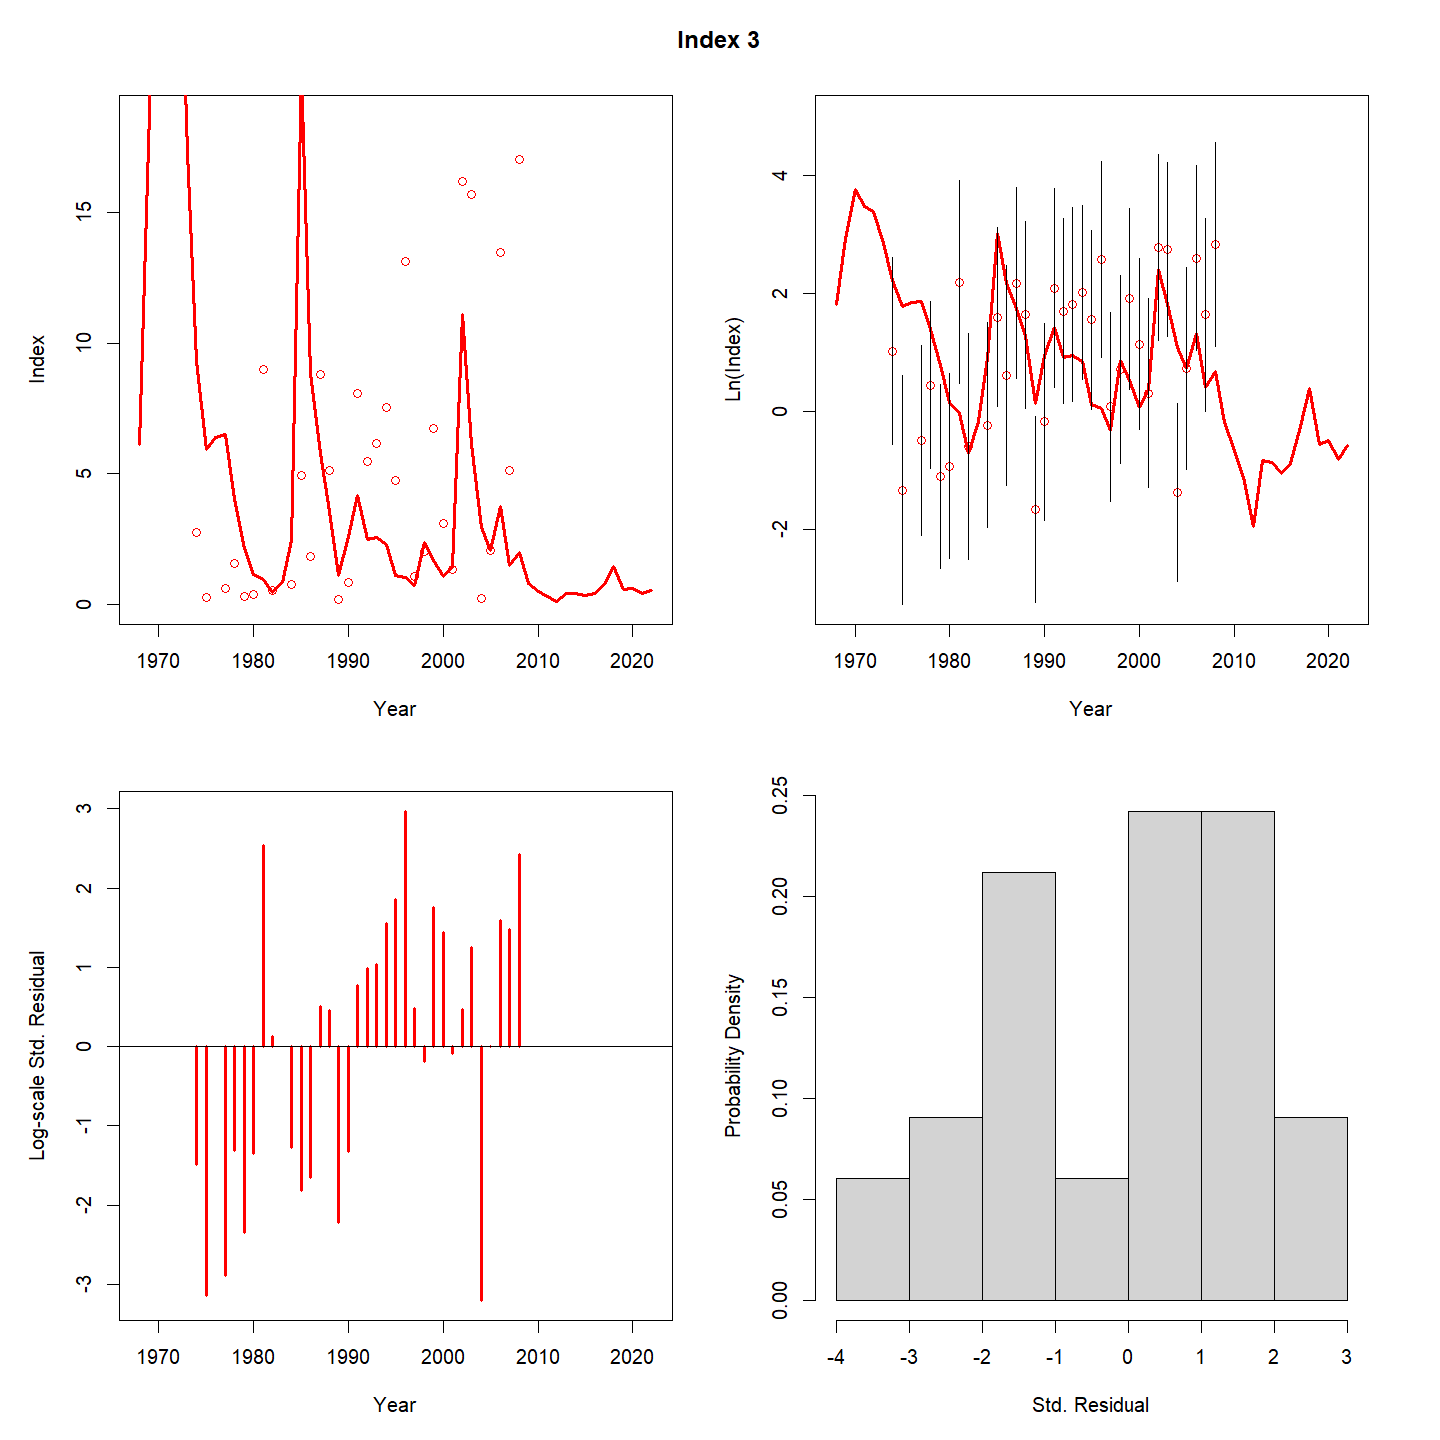 Index 3
Index
0 5 10 15
1970 1980 1990 2000 2010 2020
Year
Ln(Index)
-2 0 2 4
1970 1980 1990 2000 2010 2020
Year
Log-scale Std. Residual
-3 -2 -1 0 1 2 3
1970 1980 1990 2000 2010 2020
Year
Probability Density
0.00 0.05 0.10 0.15 0.20 0.25
-4 -3 -2 -1 0 1 2 3
Std. Residual